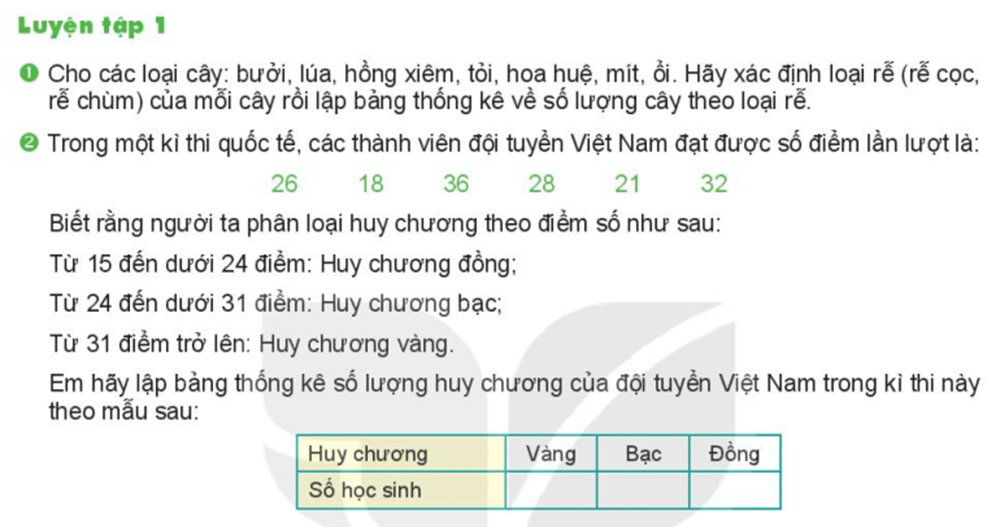 Luyện tập 1
1 Cho các loại cây: bưởi, lúa, hồng xiêm, tỏi, hoa huệ, mít, ổi. Hãy xác định loại rễ (rễ cọc,
rễ chùm) của mỗi cây rồi lập bảng thống kê về số lượng cây theo loại rễ.
2 Trong một kì thi quốc tế, các thành viên đội tuyển Việt Nam đạt được số điểm lần lượt là:
26 18 36 28 21 32
Biết rằng người ta phân loại huy chương theo điểm số như sau:
Từ 15 đến dưới 24 điểm: Huy chương đồng;
Từ 24 đến dưới 31 điểm: Huy chương bạc;
Từ 31 điểm trở lên: Huy chương vàng.
Em hãy lập bảng thống kê số lượng huy chương của đội tuyển Việt Nam trong kì thi này
theo mẫu sau:
Huy chương Vàng Bạc Đồng
Số học sinh